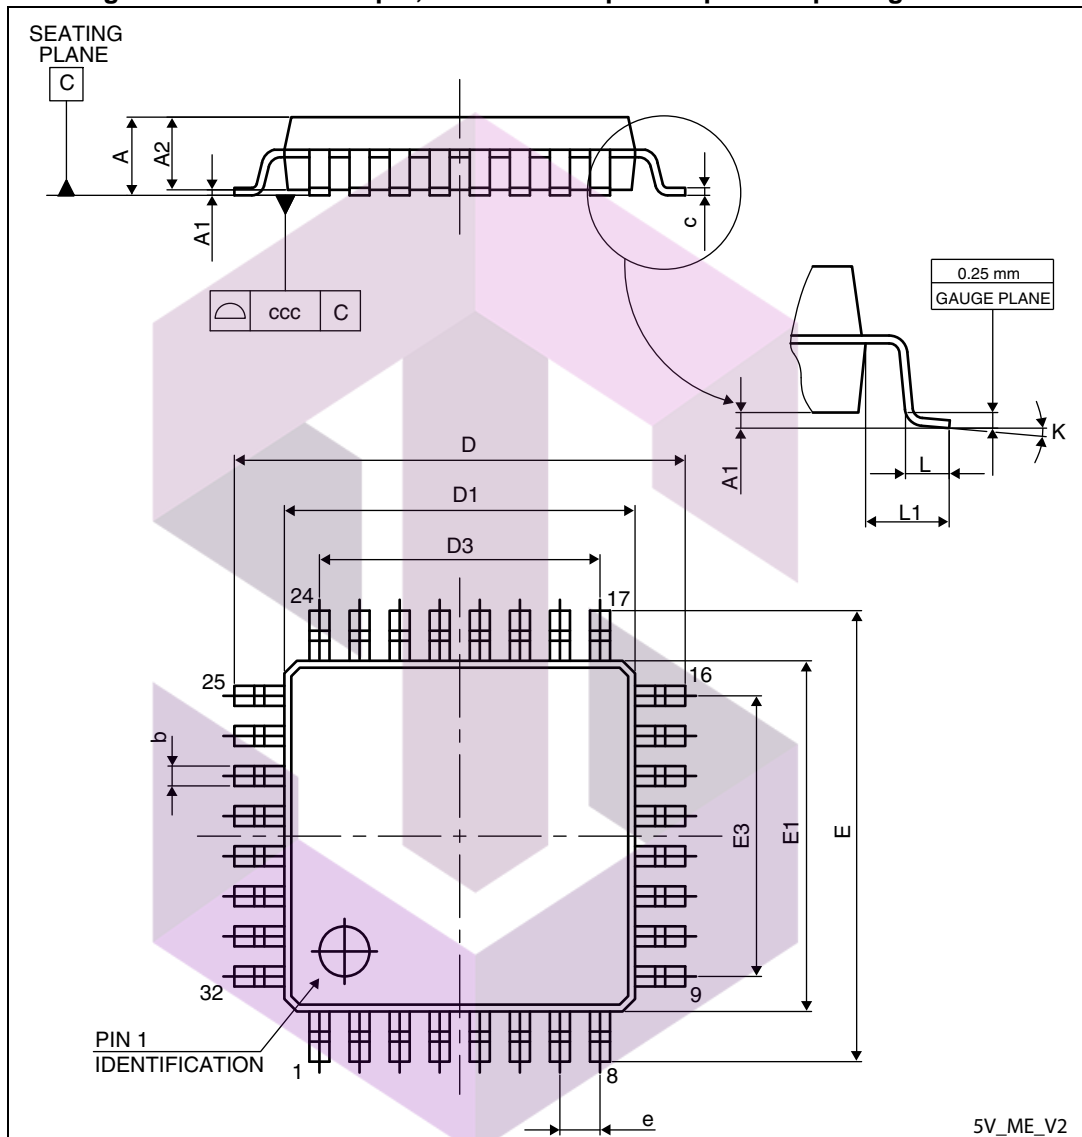 SEATING
PLANE
C
A
A2
A1
c
ccc
C
0.25 mm
GAUGE PLANE
A1
K
L
L1
D
D1
D3
24
17
25
16
b
E3
E1
E
32
9
PIN 1
IDENTIFICATION
1
8
e
5V_ME_V2